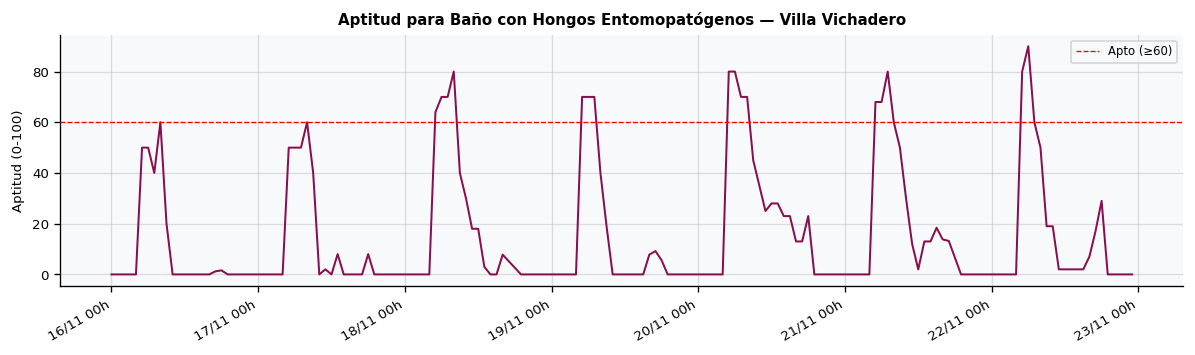 Aptitud para Baño con Hongos Entomopatógenos — Villa Vichadero
Apto (≥60)
Aptitud (0-100)
80
60
40
20
0
16/11 00h
17/11 00h
18/11 00h
19/11 00h
20/11 00h
21/11 00h
22/11 00h
23/11 00h